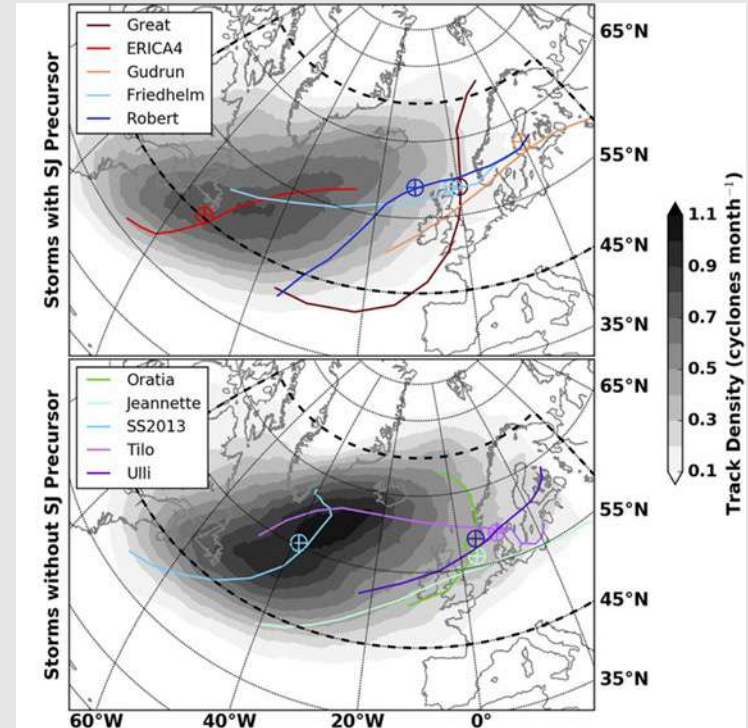 Storms with SJ Precursor
Great
ERICA4
Gudrun
Friedhelm
Robert
65°N
55°N
45°N
35°N
Storms without SJ Precursor
Oratia
Jeannette
SS2013
Tilo
Ulli
65°N
55°N
45°N
35°N
60°W 40°W 20°W 0°
1.1
0.9
0.7
0.5
0.3
0.1
Track Density (cyclones month⁻¹)